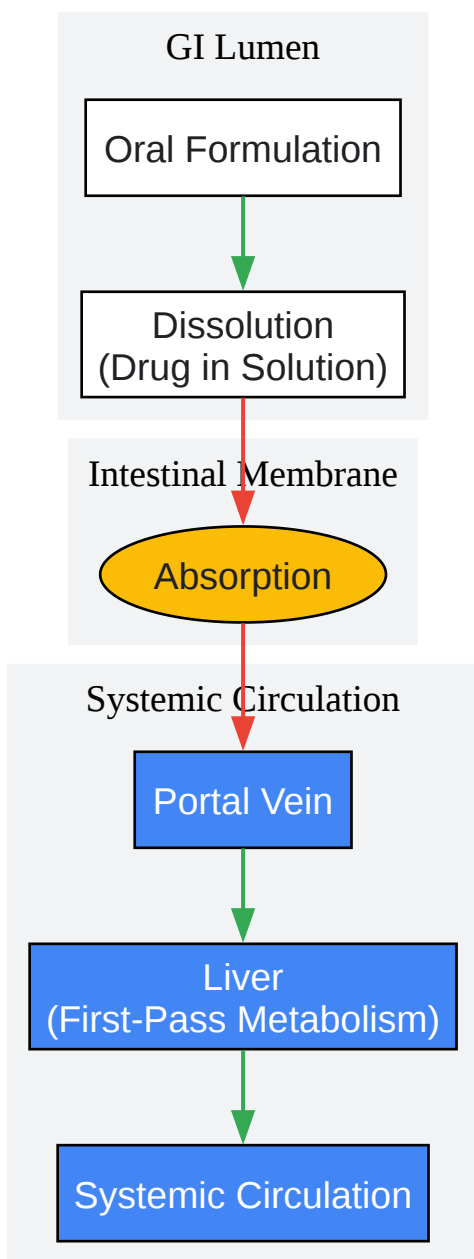 GI Lumen
Oral Formulation
Dissolution
(Drug in Solution)
Intestinal Membrane
Absorption
Systemic Circulation
Portal Vein
Liver
(First-Pass Metabolism)
Systemic Circulation